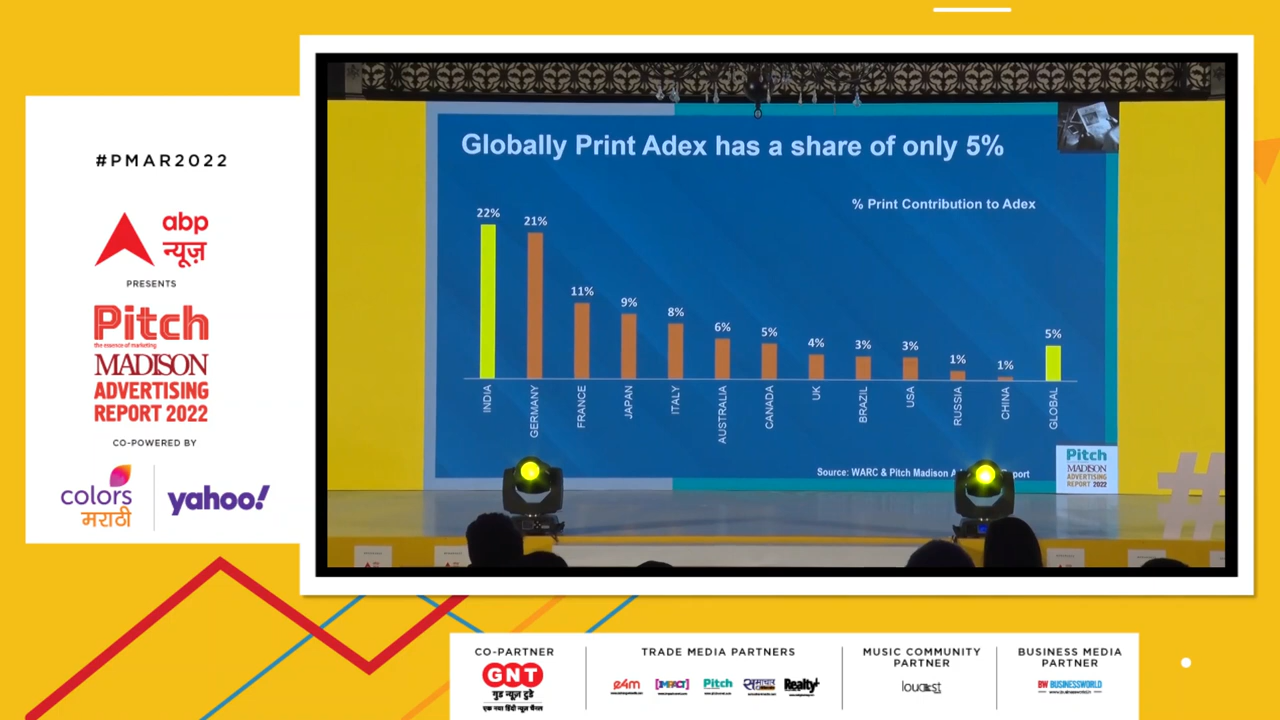 #PMAR2022
abp
न्यूज़
PRESENTS
Pitch
the essence of marketing
MADISON
ADVERTISING
REPORT 2022
CO-POWERED BY
colors
मराठी
yahoo!
Globally Print Adex has a share of only 5%
% Print Contribution to Adex
22%
21%
11%
9%
8%
6%
5%
4%
3%
3%
1%
1%
5%
INDIA
GERMANY
FRANCE
JAPAN
ITALY
AUSTRALIA
CANADA
UK
BRAZIL
USA
RUSSIA
CHINA
GLOBAL
Source: WARC & Pitch Madison
Pitch
MADISON
ADVERTISING
REPORT 2022
#
CO-PARTNER
GNT
गुड न्यूज़ टुडे
एक नया हिंदी न्यूज़ चैनल
TRADE MEDIA PARTNERS
e4m
[IMPACT]
Pitch
समाचार
Realty+
MUSIC COMMUNITY
PARTNER
BUSINESS MEDIA
PARTNER
BW BUSINESSWORLD